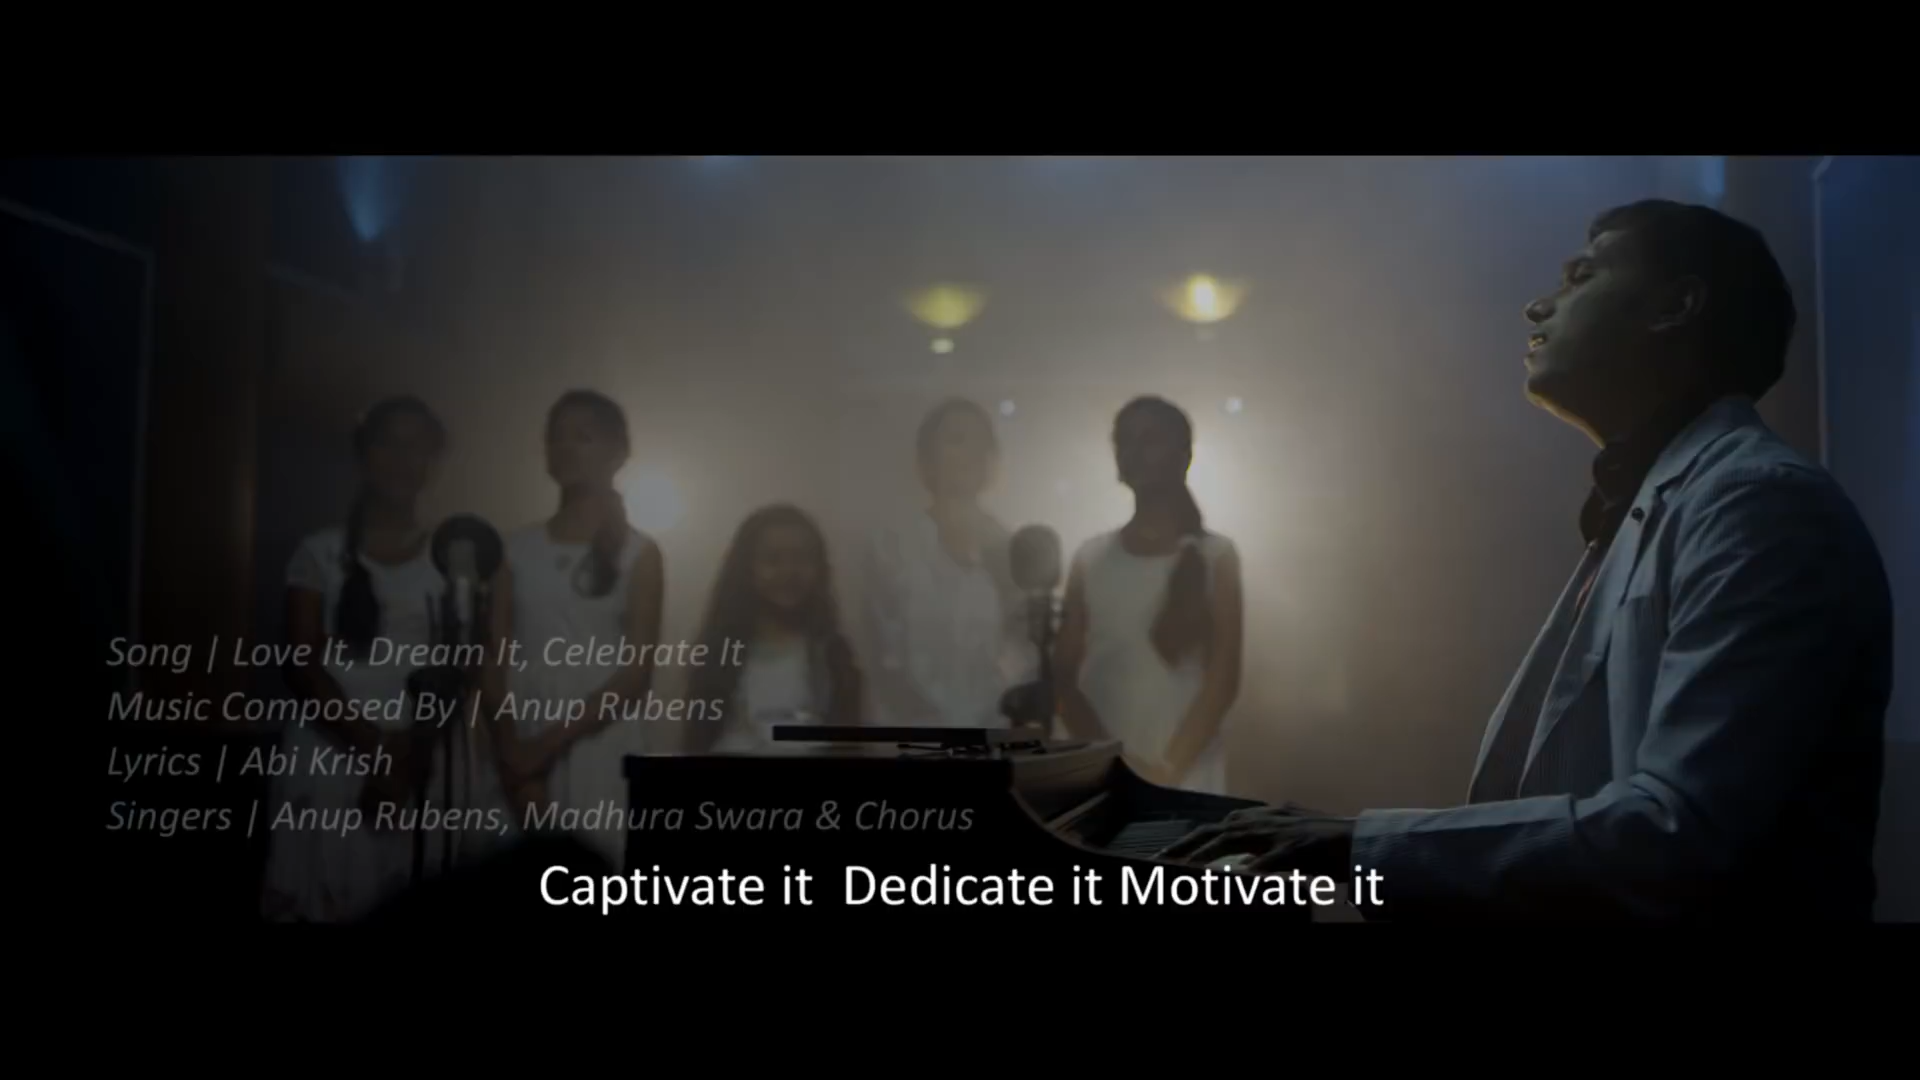 Song | Love It, Dream It, Celebrate It
Music Composed By | Anup Rubens
Lyrics | Abi Krish
Singers | Anup Rubens, Madhura Swara & Chorus
Captivate it  Dedicate it Motivate it